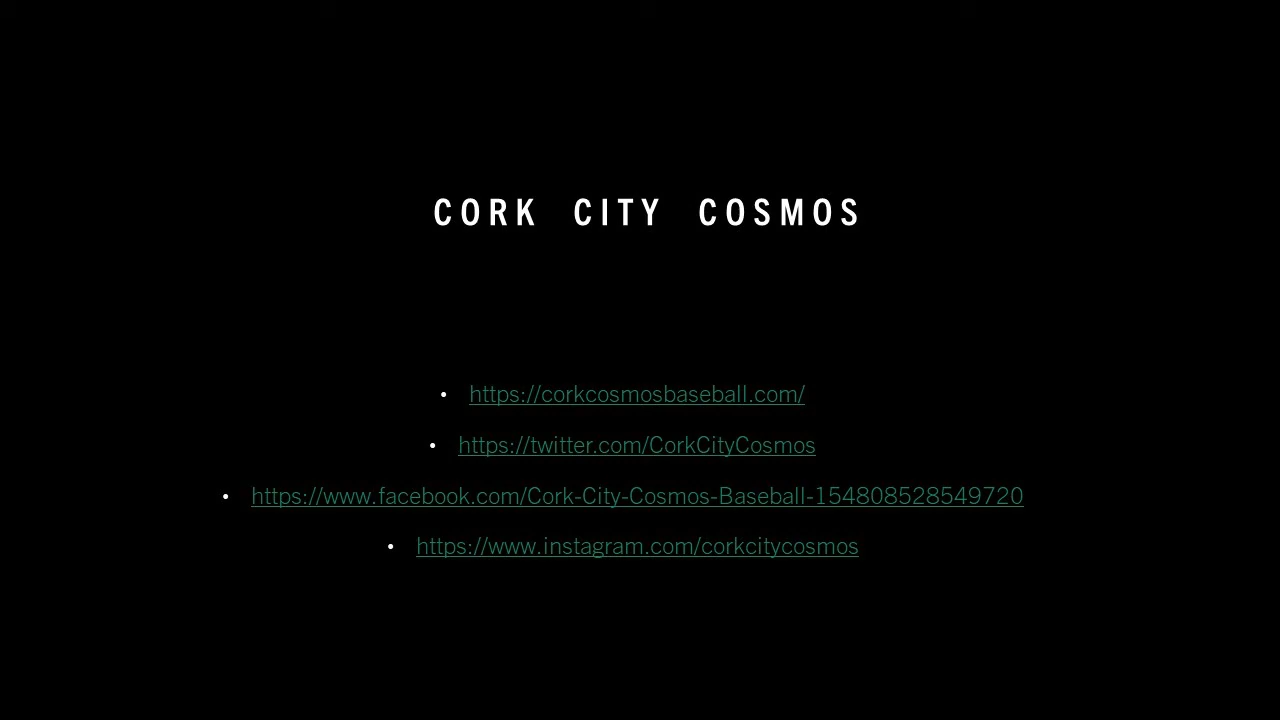 CORK CITY COSMOS
• https://corkcosmosbaseball.com/
• https://twitter.com/CorkCityCosmos
• https://www.facebook.com/Cork-City-Cosmos-Baseball-154808528549720
• https://www.instagram.com/corkcitycosmos